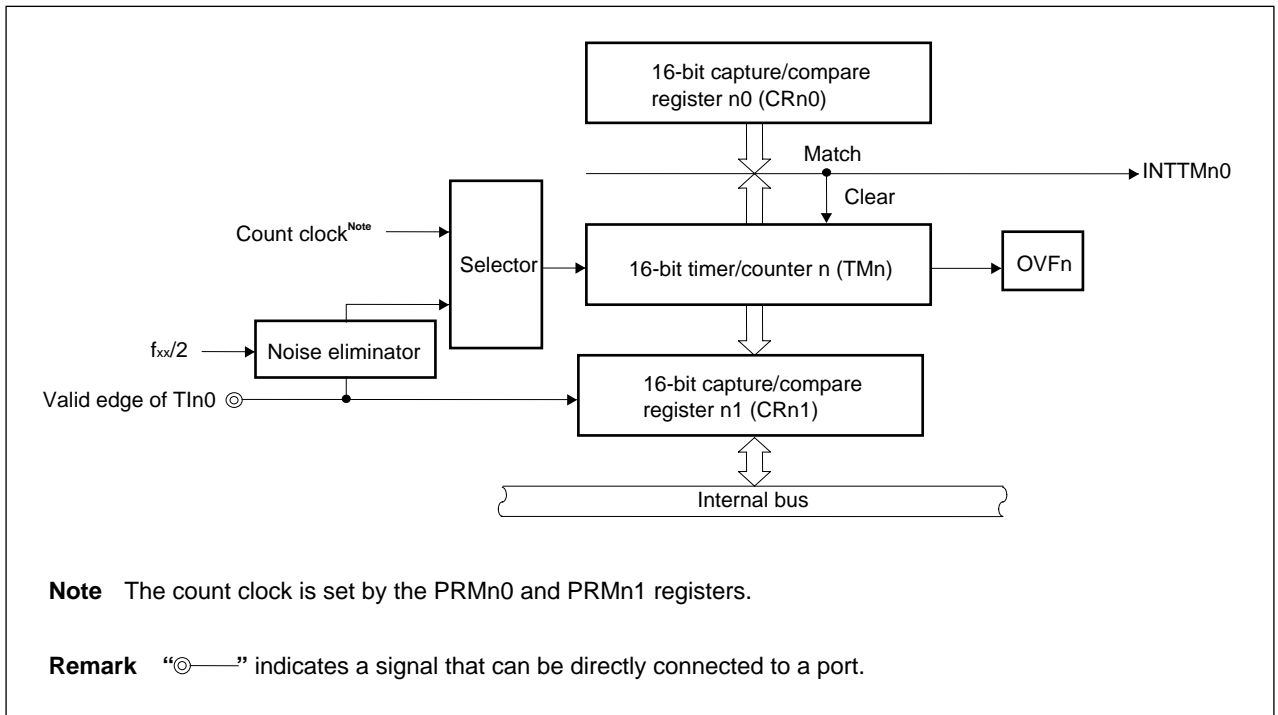 16-bit capture/compare
register n0 (CRn0)
Match
INTTMn0
Clear
Count clockNote
Selector
16-bit timer/counter n (TMn)
OVFn
fxx/2
Noise eliminator
Valid edge of TIn0
16-bit capture/compare
register n1 (CRn1)
Internal bus
Note The count clock is set by the PRMn0 and PRMn1 registers.
Remark “◎——” indicates a signal that can be directly connected to a port.